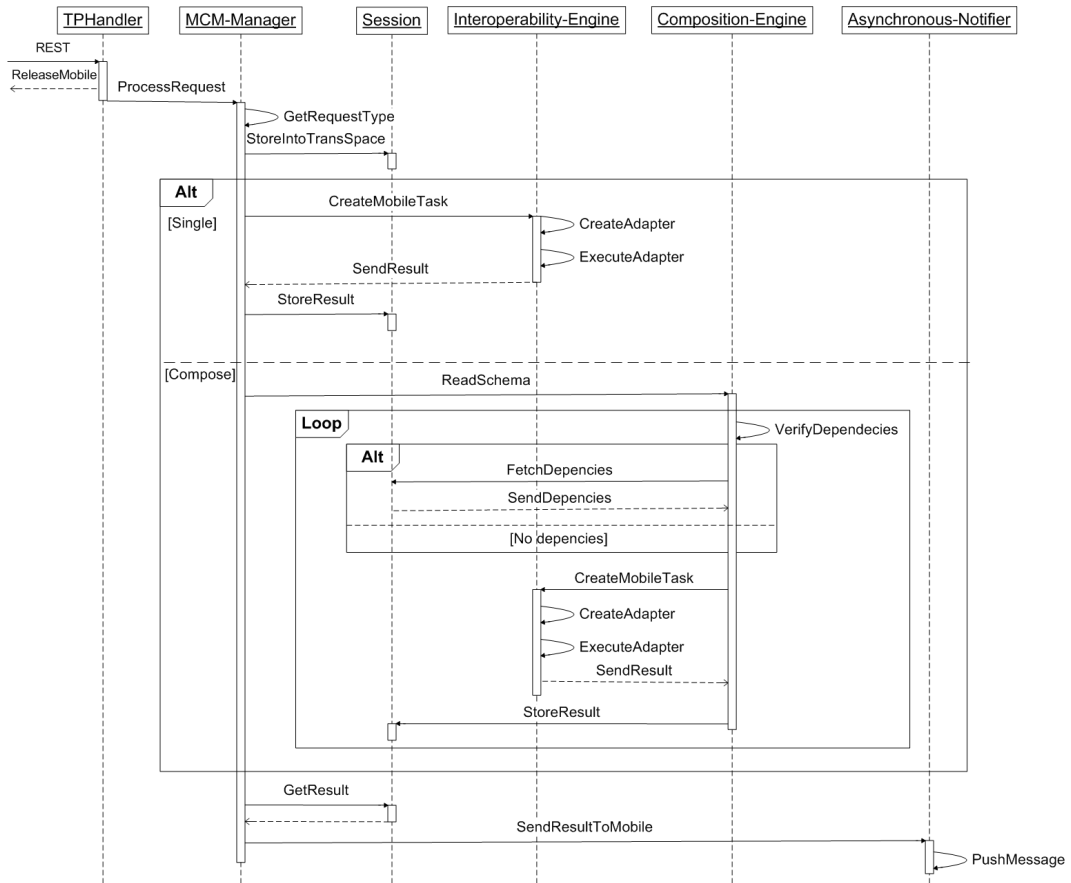 TPHandler
MCM-Manager
Session
Interoperability-Engine
Composition-Engine
Asynchronous-Notifier
REST
ReleaseMobile
ProcessRequest
GetRequestType
StoreIntoTransSpace
Alt
[Single]
CreateMobileTask
CreateAdapter
ExecuteAdapter
SendResult
StoreResult
[Compose]
ReadSchema
Loop
VerifyDependecies
Alt
FetchDepencies
SendDepencies
[No depencies]
CreateMobileTask
CreateAdapter
ExecuteAdapter
SendResult
StoreResult
GetResult
SendResultToMobile
PushMessage